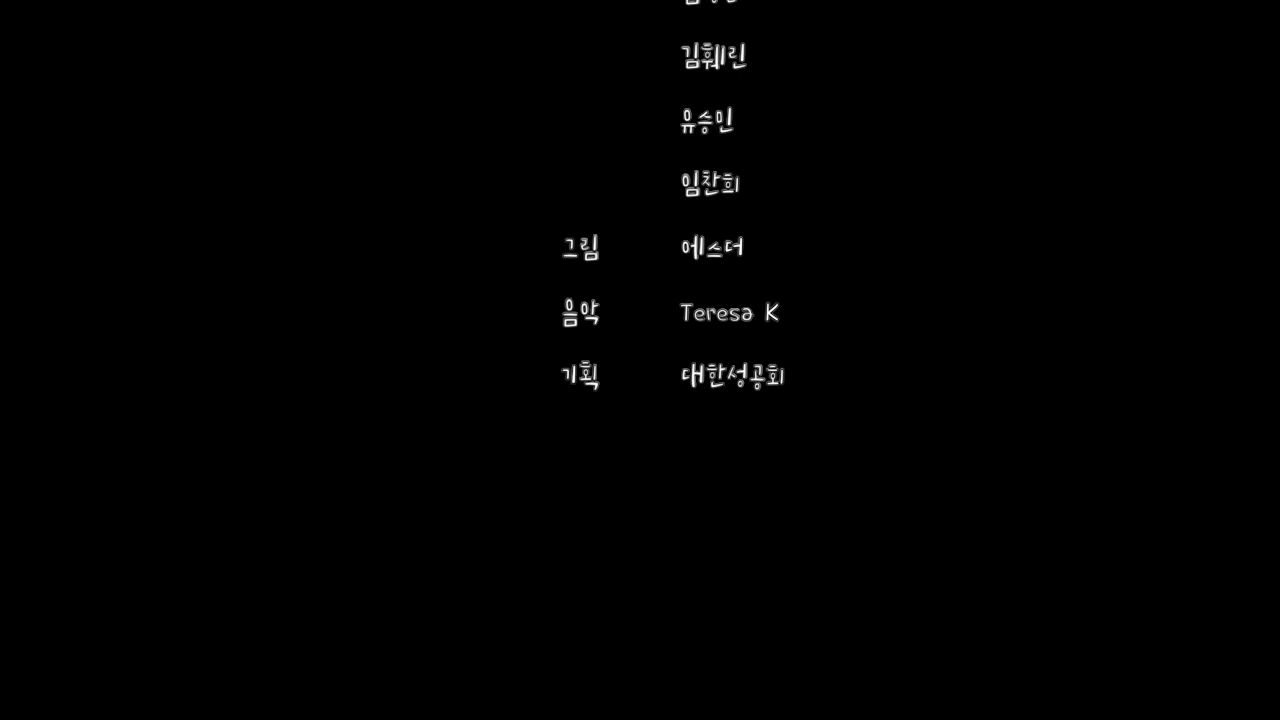 김훼린
유승민
임찬희
그림 에스더
음악 Teresa K
기획 대한성공회